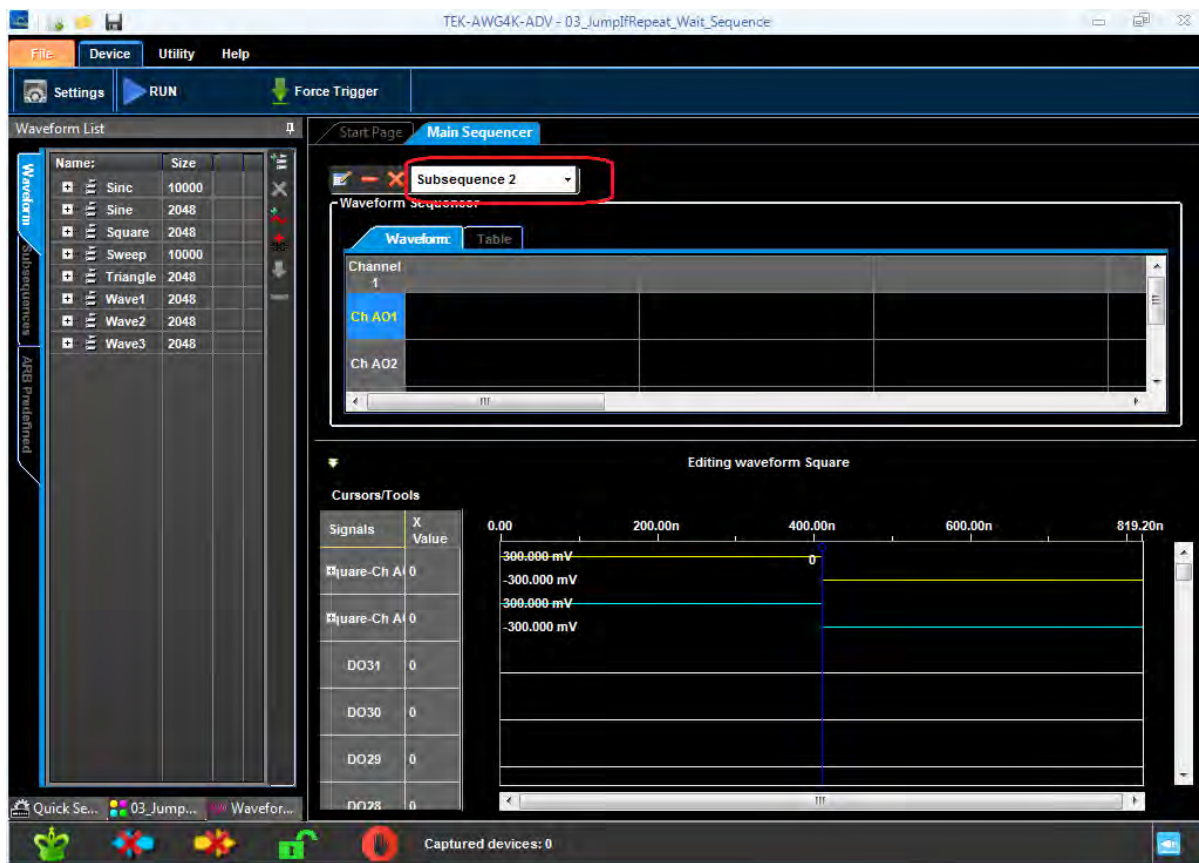 TEK-AWG4K-ADV - 03_JumpIfRepeat_Wait_Sequence
File Device Utility Help
Settings RUN Force Trigger
Waveform List
Start Page Main Sequencer
Waveform
Subsequences
ARB Predefined
Name: Size
Sinc 10000
Sine 2048
Square 2048
Sweep 10000
Triangle 2048
Wave1 2048
Wave2 2048
Wave3 2048
Subsequence 2
Waveform Sequencer
Waveform: Table
Channel
1
Ch AO1
Ch AO2
Editing waveform Square
Cursors/Tools
Signals X
Value
0.00 200.00n 400.00n 600.00n 819.20n
quare-Ch A 0
300.000 mV
0
-300.000 mV
quare-Ch A 0
300.000 mV
-300.000 mV
DO31 0
DO30 0
DO29 0
DO28 0
Quick Se... 03_Jump... Wavefor...
Captured devices: 0